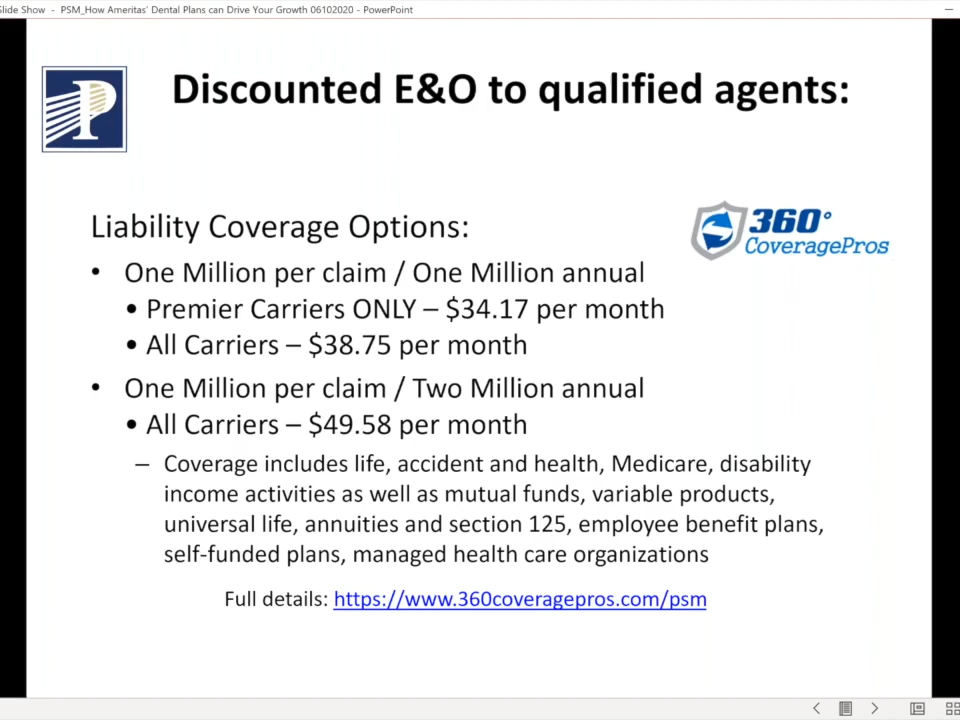 Slide Show - PSM_How Ameritas' Dental Plans can Drive Your Growth 06102020 - PowerPoint
P
Discounted E&O to qualified agents:
360°
CoveragePros
Liability Coverage Options:
• One Million per claim / One Million annual
• Premier Carriers ONLY – $34.17 per month
• All Carriers – $38.75 per month
• One Million per claim / Two Million annual
• All Carriers – $49.58 per month
– Coverage includes life, accident and health, Medicare, disability
income activities as well as mutual funds, variable products,
universal life, annuities and section 125, employee benefit plans,
self-funded plans, managed health care organizations
Full details: https://www.360coveragepros.com/psm